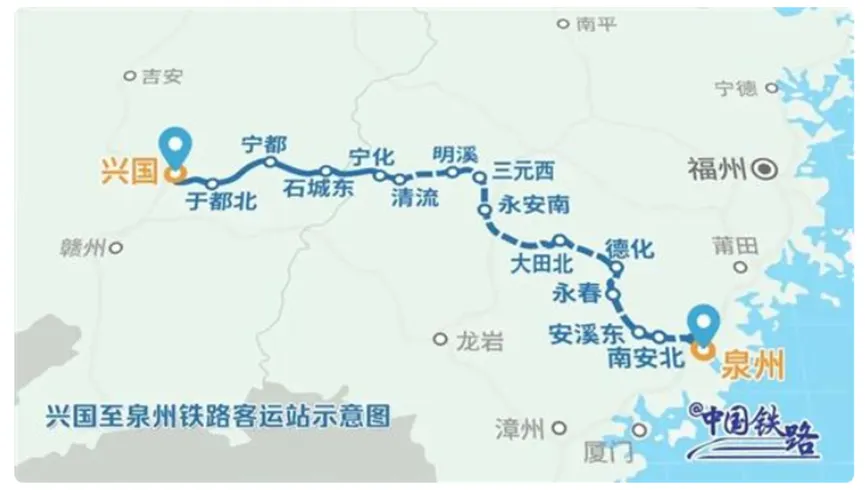 南平
吉安
宁德
宁都
宁化
明溪
兴国
三元西
福州
于都北
石城东
清流
永安南
赣州
大田北
德化
莆田
永春
安溪东
龙岩
南安北
泉州
兴国至泉州铁路客运站示意图
漳州
厦门
@中国铁路